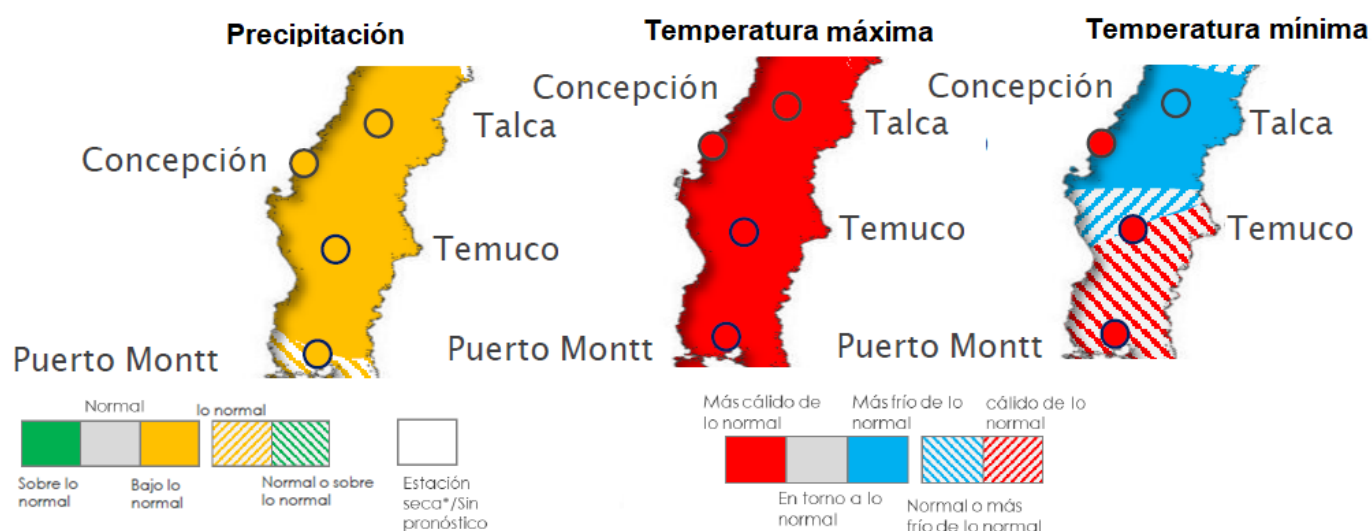 Precipitación
Temperatura máxima
Temperatura mínima
Concepción
Talca
Temuco
Puerto Montt
Concepción
Talca
Temuco
Puerto Montt
Concepción
Talca
Temuco
Puerto Montt
Normal
lo normal
Sobre lo
normal
Bajo lo
normal
Normal o sobre
lo normal
Estación
seca*/Sin
pronóstico
Más cálido de
lo normal
Más frío de lo
normal
cálido de lo
normal
En torno a lo
normal
Normal o más
frío de lo normal